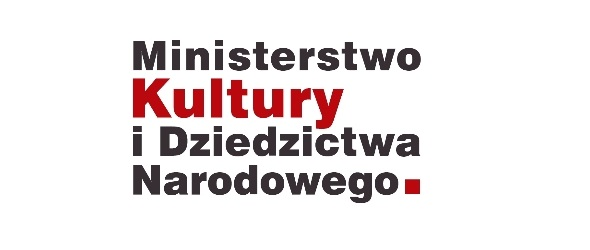 Ministerstwo
Kultury
i Dziedzictwa
Narodowego.